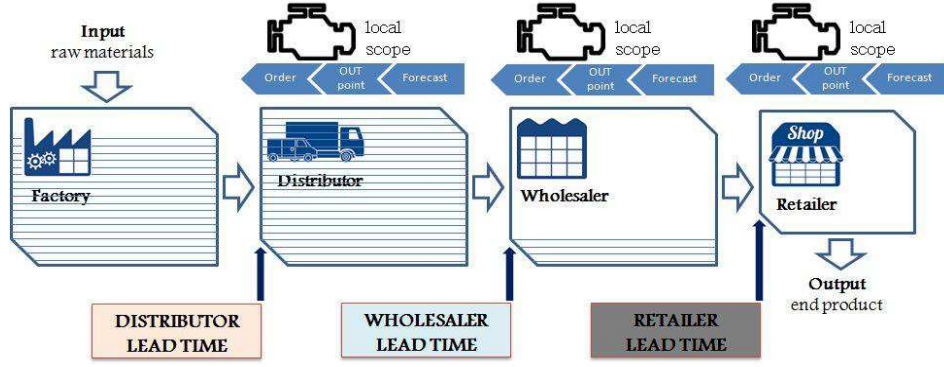 Input
raw materials
local
scope
local
scope
local
scope
Order
OUT
point
Forecast
Order
OUT
point
Forecast
Order
OUT
point
Forecast
Factory
Distributor
Wholesaler
Shop
Retailer
Output
end product
DISTRIBUTOR
LEAD TIME
WHOLESALER
LEAD TIME
RETAILER
LEAD TIME